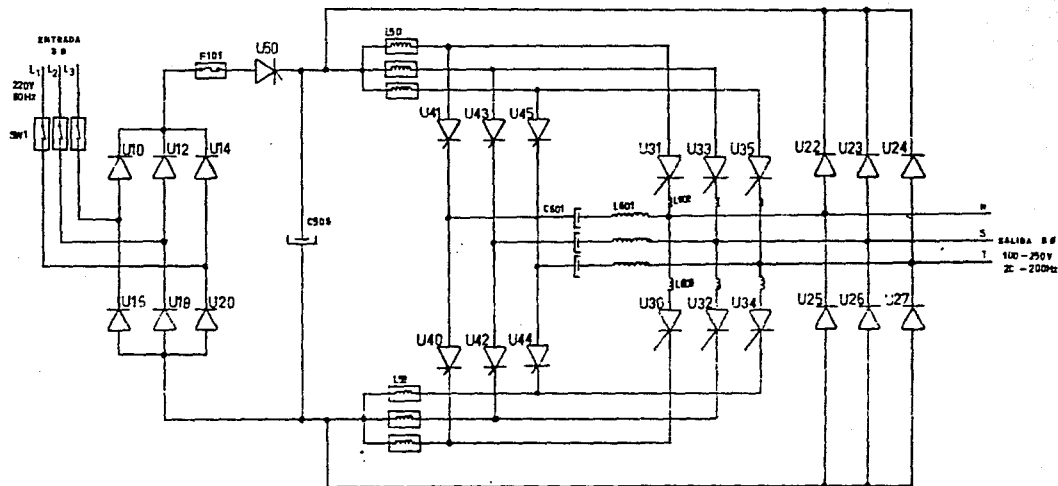 ENTRADA
3 Ø
L1 L2 L3
220V
60Hz
SW1
F101
U50
L50
U10 U12 U14
U41 U43 U45
U31 U33 U35
U22 U23 U24
C601 L601
R
S
T
SALIDA 3 Ø
100-250V
20-200Hz
U18 U20
U40 U42 U44
U30 U32 U34
U25 U26 U27